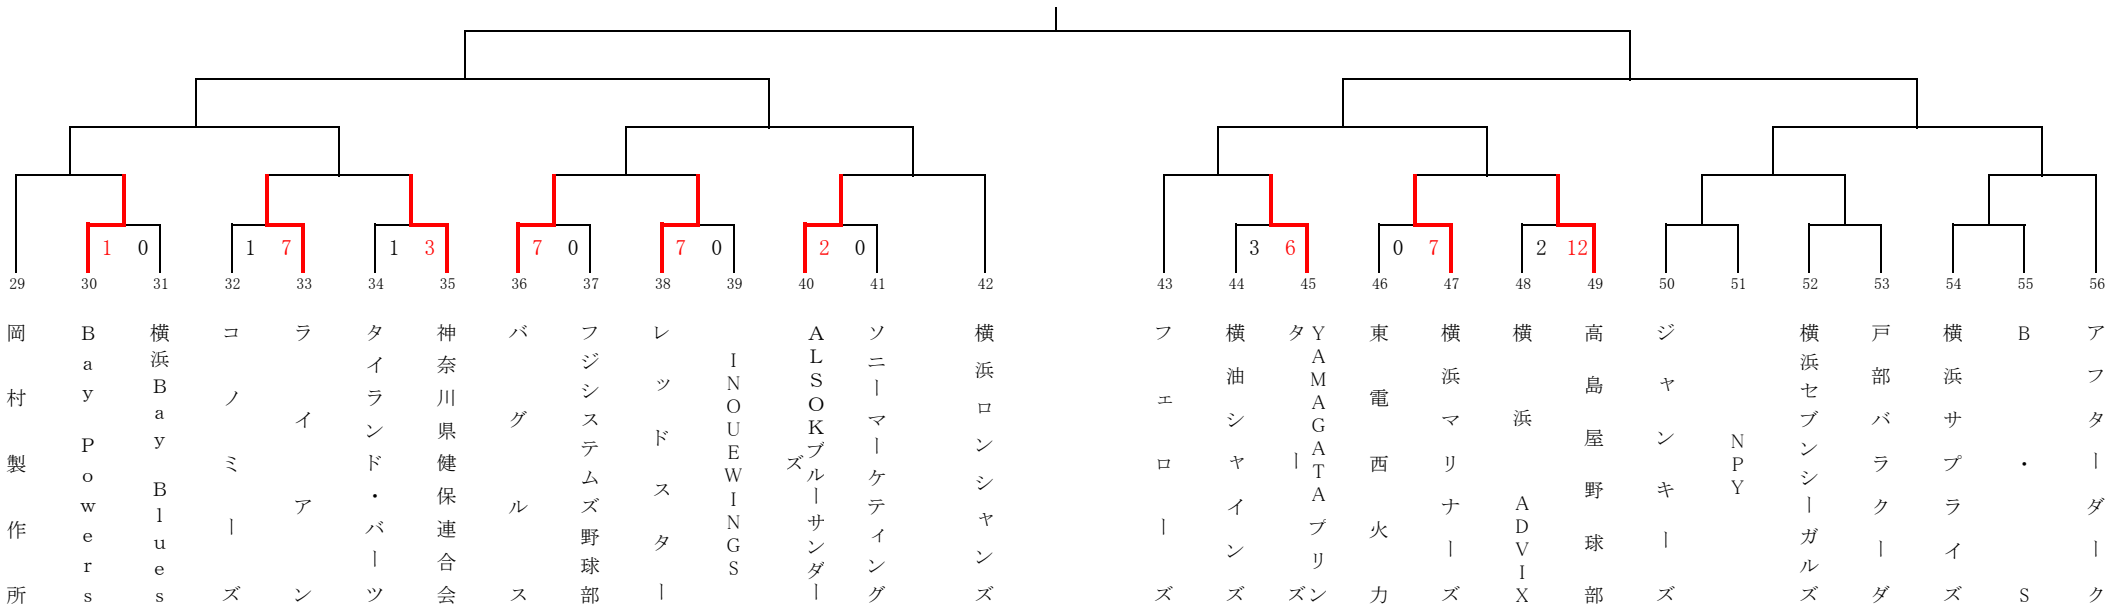 1 0 1 7 1 3 7 0 7 0 2 0 3 6 0 7 2 12
29 30 31 32 33 34 35 36 37 38 39 40 41 42 43 44 45 46 47 48 49 50 51 52 53 54 55 56
岡村製作所
Bay Powers
横浜Bay Blues
コノミーズ
ライアン
タイランド・バーツ
神奈川県健保連合会
バグルス
フジシステムズ野球部
レッドスター
INOUEWINGS
ALSOKブルーサンダー
ズ
ソニーマーケティング
横浜ロンシャンズ
フェローズ
横油シャインズ
YAMAGATAプリン
ターズ
東電西火力
横浜マリナーズ
横浜 ADVIX
高島屋野球部
ジャンキーズ
NPY
横浜セブンシーガルズ
戸部バラクーダ
横浜サプライズ
B・S
アフターダーク